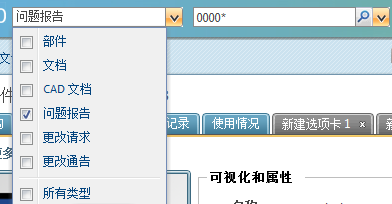 问题报告 0000*
部件
文档
CAD 文档
问题报告
更改请求
更改通告
所有类型
记录 使用情况 新建选项卡 1 ×
可视化和属性